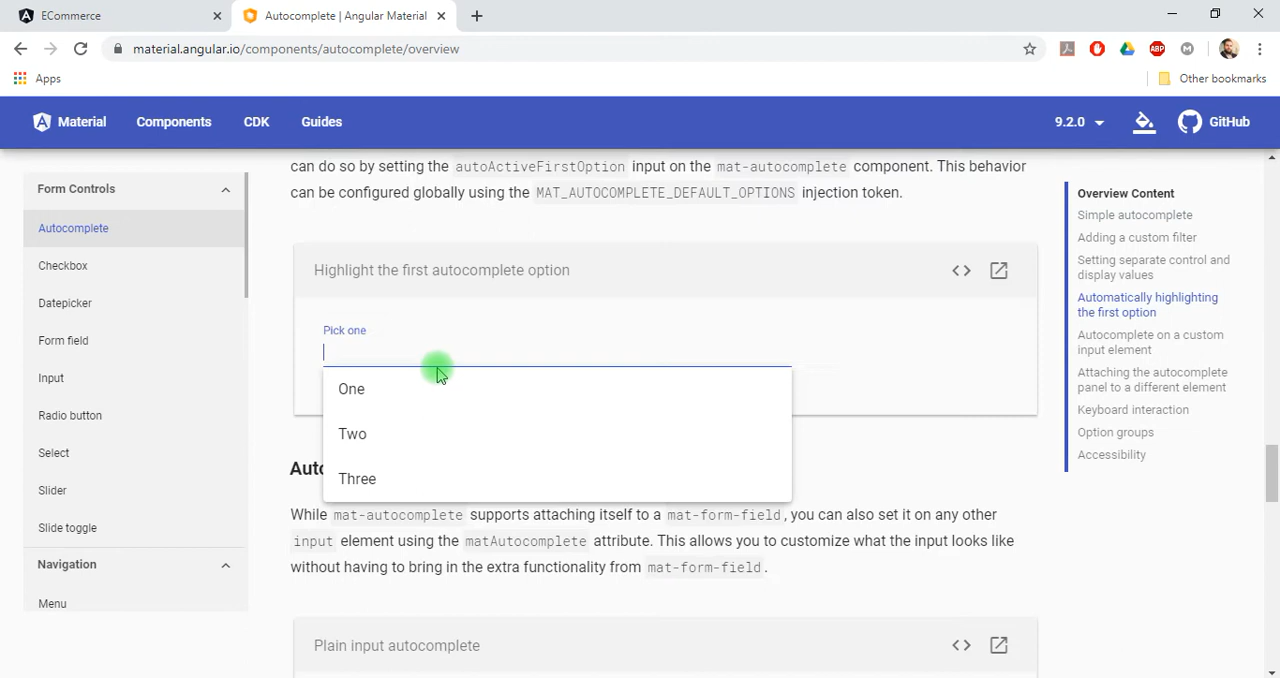 ECommerce
Autocomplete | Angular Material
material.angular.io/components/autocomplete/overview
ABP
M
Apps
Other bookmarks
Material
Components
CDK
Guides
9.2.0
GitHub
Form Controls
Autocomplete
Checkbox
Datepicker
Form field
Input
Radio button
Select
Slider
Slide toggle
Navigation
Menu
can do so by setting the autoActiveFirstOption input on the mat-autocomplete component. This behavior
can be configured globally using the MAT_AUTOCOMPLETE_DEFAULT_OPTIONS injection token.
Highlight the first autocomplete option
Pick one
One
Two
Three
Auto
While mat-autocomplete supports attaching itself to a mat-form-field, you can also set it on any other
input element using the matAutocomplete attribute. This allows you to customize what the input looks like
without having to bring in the extra functionality from mat-form-field.
Plain input autocomplete
Overview Content
Simple autocomplete
Adding a custom filter
Setting separate control and
display values
Automatically highlighting
the first option
Autocomplete on a custom
input element
Attaching the autocomplete
panel to a different element
Keyboard interaction
Option groups
Accessibility